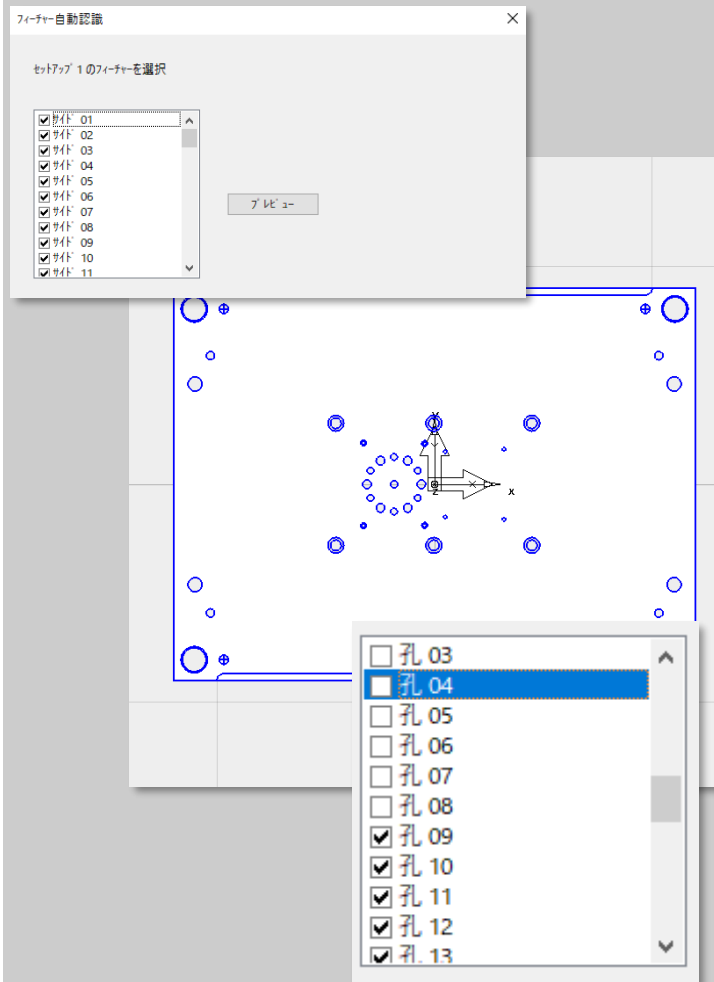 フィーチャー自動認識
セットアップ 1 のフィーチャーを選択
サイド 01
サイド 02
サイド 03
サイド 04
サイド 05
サイド 06
サイド 07
サイド 08
サイド 09
サイド 10
サイド 11
プレビュー
Y
X
Z
孔 03
孔 04
孔 05
孔 06
孔 07
孔 08
孔 09
孔 10
孔 11
孔 12
孔 13